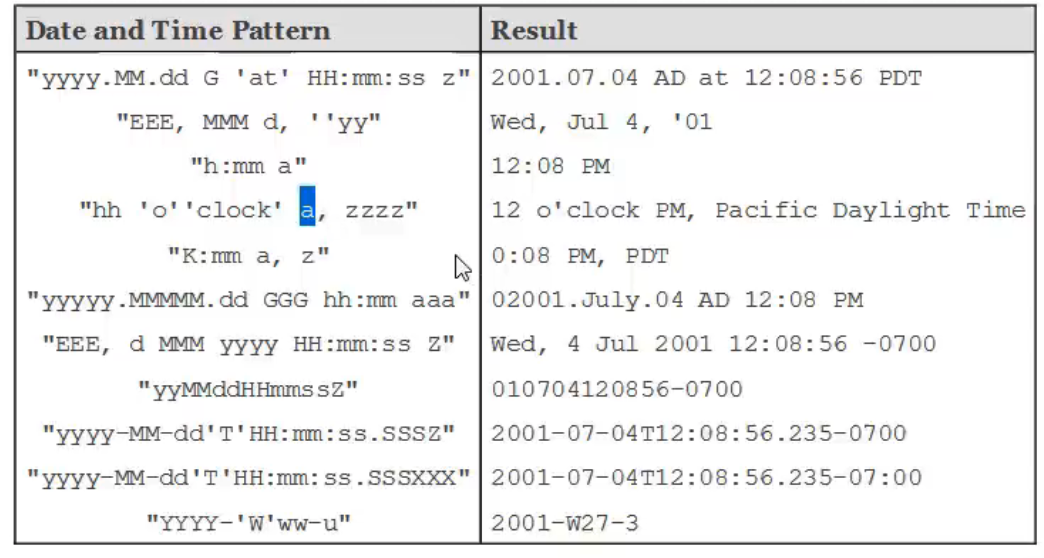 Date and Time Pattern Result
"yyyy.MM.dd G 'at' HH:mm:ss z" 2001.07.04 AD at 12:08:56 PDT
"EEE, MMM d, ''yy" Wed, Jul 4, '01
"h:mm a" 12:08 PM
"hh 'o''clock' a, zzzz" 12 o'clock PM, Pacific Daylight Time
"K:mm a, z" 0:08 PM, PDT
"yyyyy.MMMMM.dd GGG hh:mm aaa" 02001.July.04 AD 12:08 PM
"EEE, d MMM yyyy HH:mm:ss Z" Wed, 4 Jul 2001 12:08:56 -0700
"yyMMddHHmmssZ" 010704120856-0700
"yyyy-MM-dd'T'HH:mm:ss.SSSZ" 2001-07-04T12:08:56.235-0700
"yyyy-MM-dd'T'HH:mm:ss.SSSXXX" 2001-07-04T12:08:56.235-07:00
"YYYY-'W'ww-u" 2001-W27-3